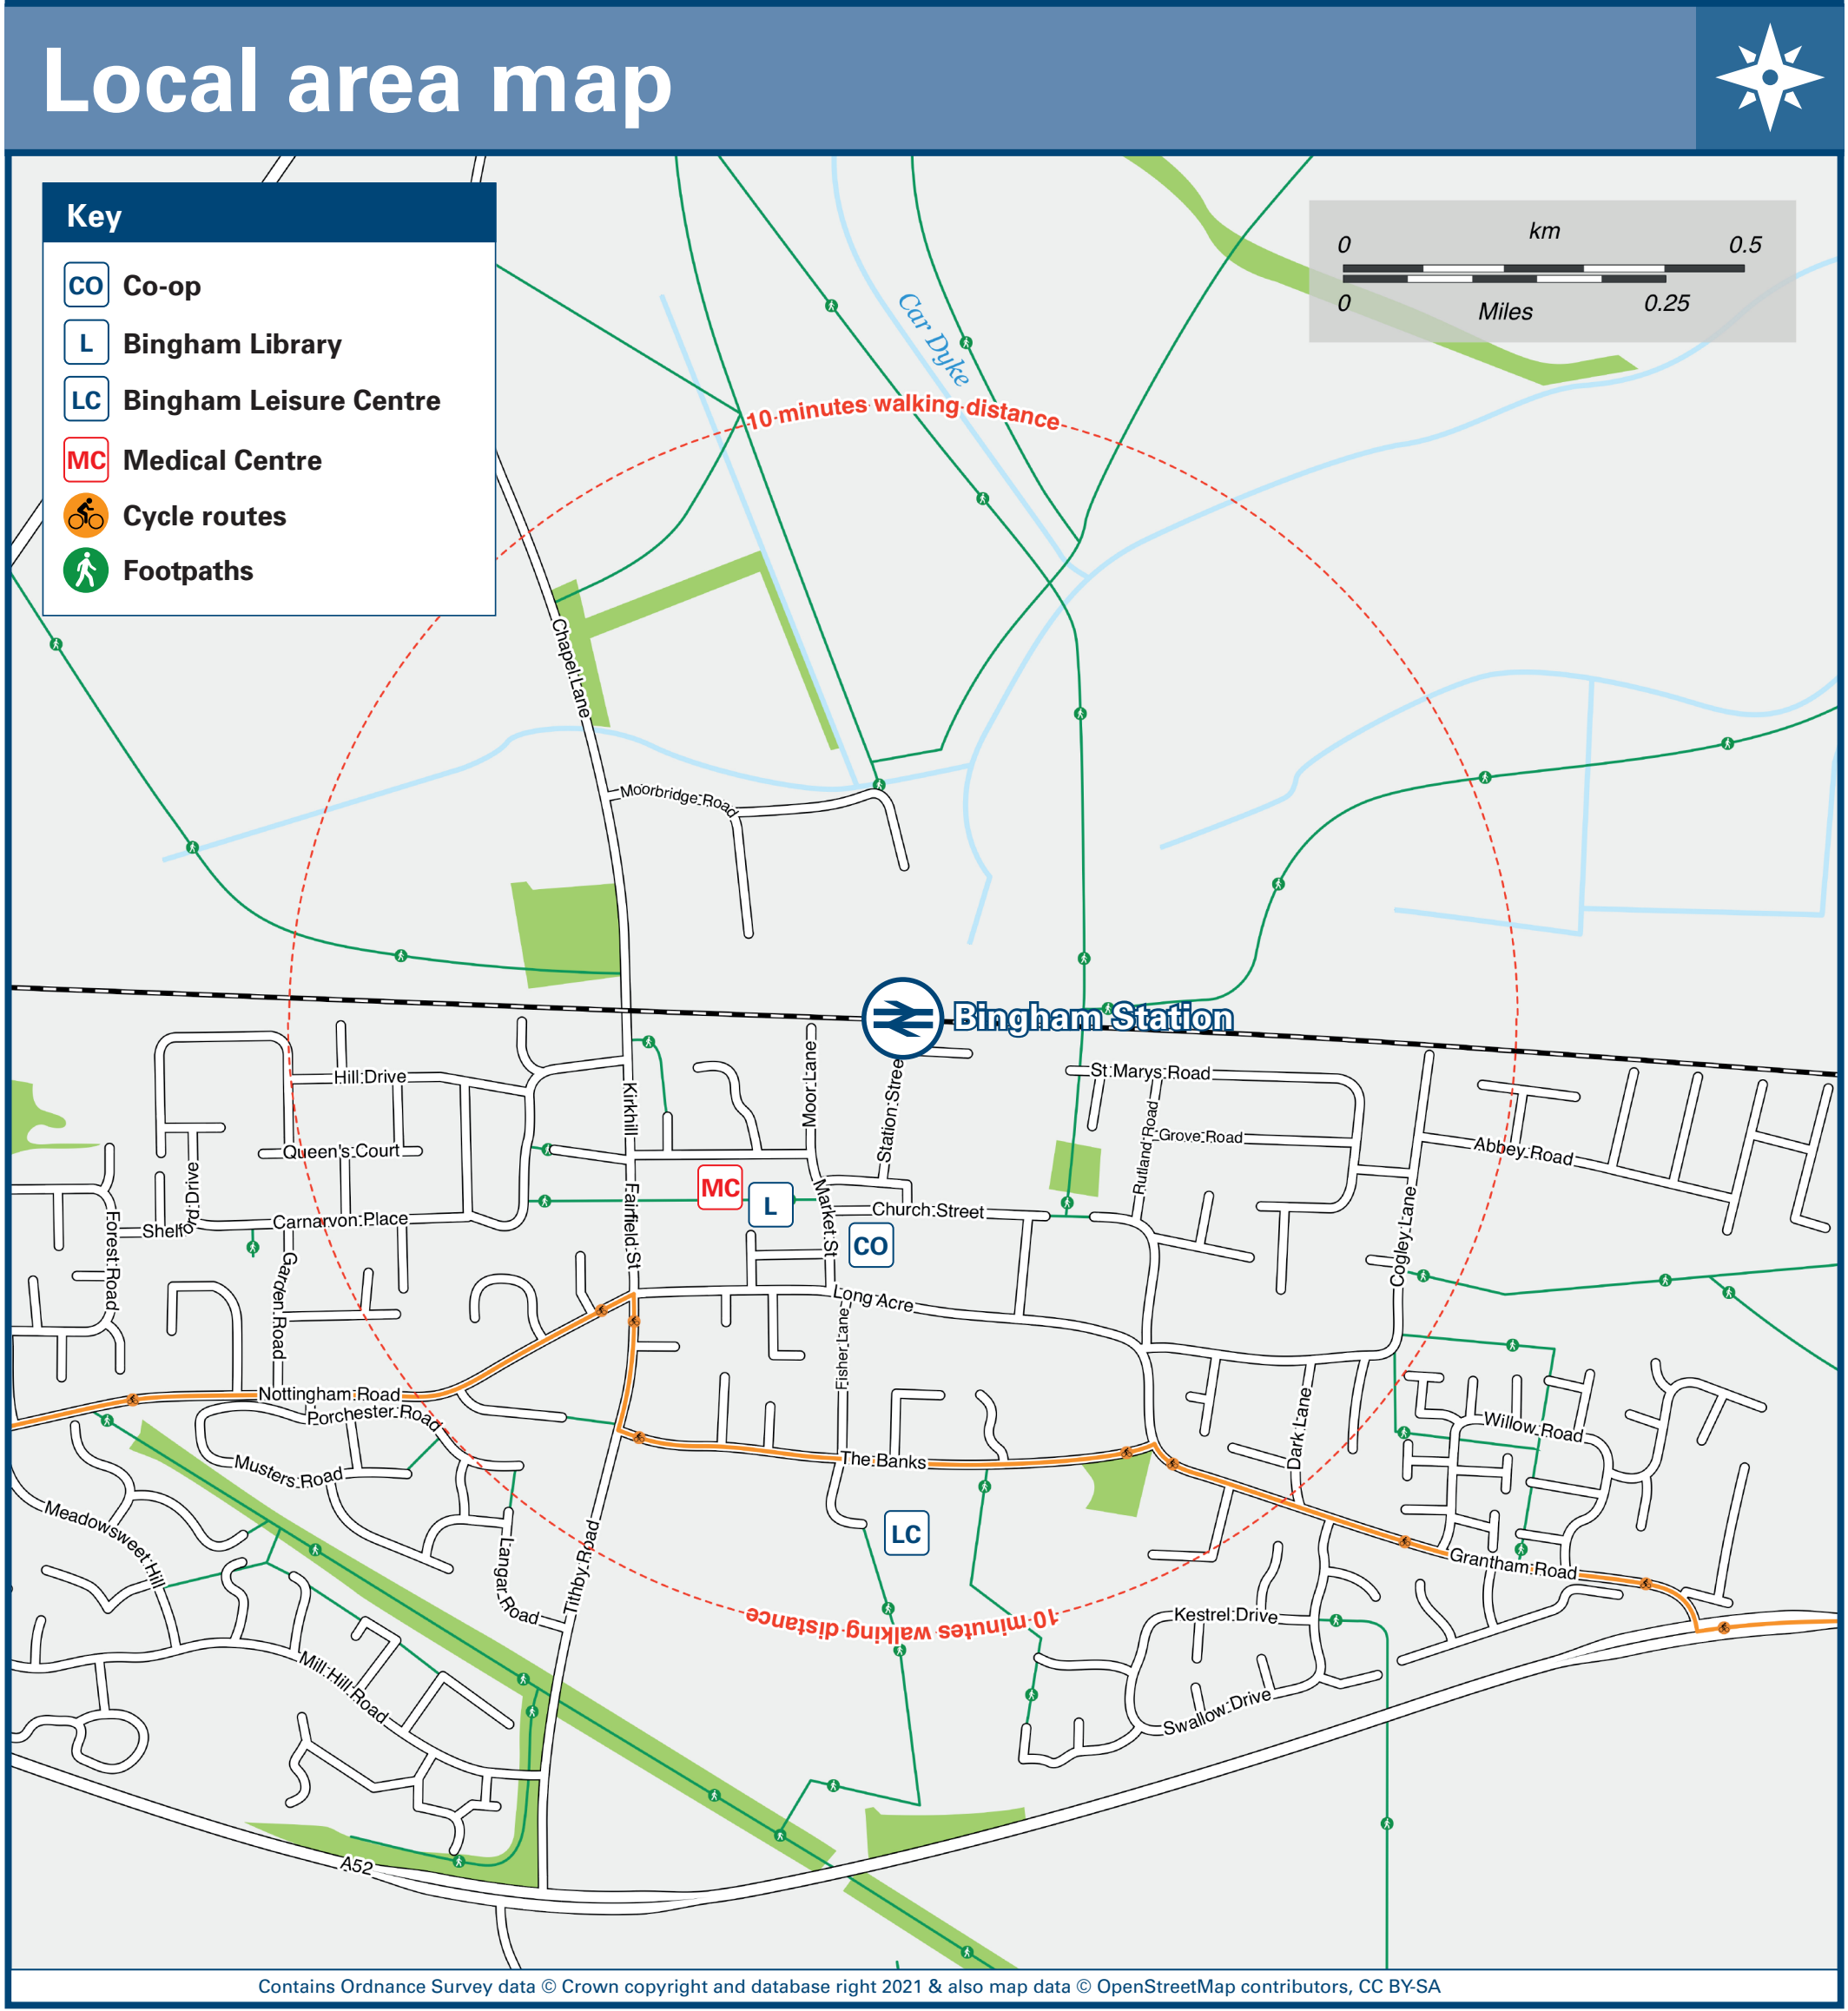 Local area map
Key
CO Co-op
L Bingham Library
LC Bingham Leisure Centre
MC Medical Centre
Cycle routes
Footpaths
km
0 0.5
0 0.25
Miles
Car Dyke
10 minutes walking distance
Chapel Lane
Moorbridge Road
Bingham Station
Hill Drive
Kirkhill
Moor Lane
Station Stree
St Marys Road
Rutland Road
Grove Road
Abbey Road
Queen's Court
Shelford Drive
Carnarvon Place
Forest Road
Garden Road
Fairfield St
MC
L
Market St
Church Street
CO
Cogley Lane
Long Acre
Fisher Lane
Nottingham Road
Porchester Road
Musters Road
The Banks
Dark Lane
Willow Road
Meadowsweet Hill
Langar Road
Tithby Road
LC
Grantham Road
10 minutes walking distance
Kestrel Drive
Swallow Drive
Mill Hill Road
A52
Contains Ordnance Survey data © Crown copyright and database right 2021 & also map data © OpenStreetMap contributors, CC BY-SA